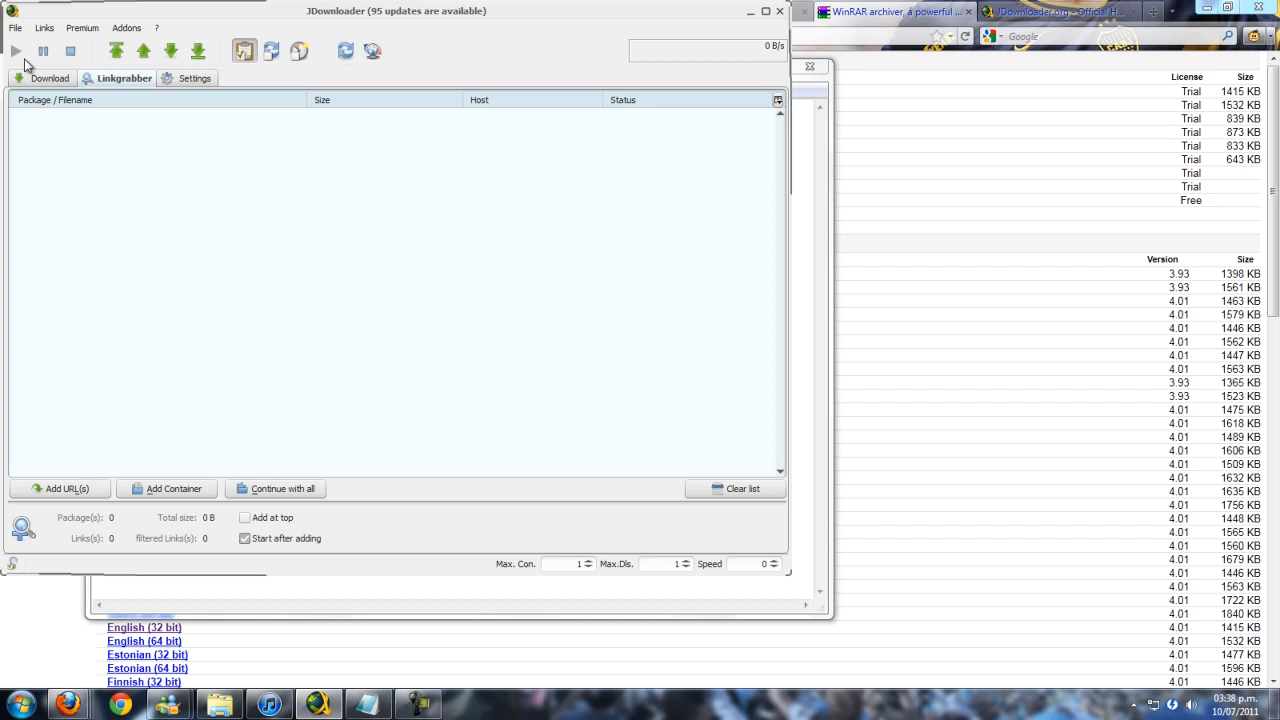 JDownloader (95 updates are available)
WinRAR archiver, a powerful ...
JDownloader.org - Official H...
File Links Premium Addons ?
0 B/s
Google
Download Linkgrabber Settings
License Size
Package / Filename Size Host Status
Trial 1415 KB
Trial 1532 KB
Trial 839 KB
Trial 873 KB
Trial 833 KB
Trial 643 KB
Trial
Trial
Free
Version Size
3.93 1398 KB
3.93 1561 KB
4.01 1463 KB
4.01 1579 KB
4.01 1446 KB
4.01 1562 KB
4.01 1447 KB
4.01 1563 KB
3.93 1365 KB
3.93 1523 KB
4.01 1475 KB
4.01 1618 KB
4.01 1489 KB
4.01 1606 KB
4.01 1509 KB
4.01 1632 KB
4.01 1635 KB
4.01 1756 KB
4.01 1448 KB
4.01 1565 KB
4.01 1560 KB
4.01 1679 KB
4.01 1446 KB
4.01 1563 KB
4.01 1722 KB
4.01 1840 KB
Add URL(s) Add Container Continue with all Clear list
Package(s): 0 Total size: 0 B Add at top
Links(s): 0 filtered Links(s): 0 Start after adding
Max. Con. 1 Max.Dls. 1 Speed 0
English (32 bit) 4.01 1415 KB
English (64 bit) 4.01 1532 KB
Estonian (32 bit) 4.01 1477 KB
Estonian (64 bit) 4.01 1596 KB
Finnish (32 bit) 4.01 1446 KB
03:38 p.m.
10/07/2011